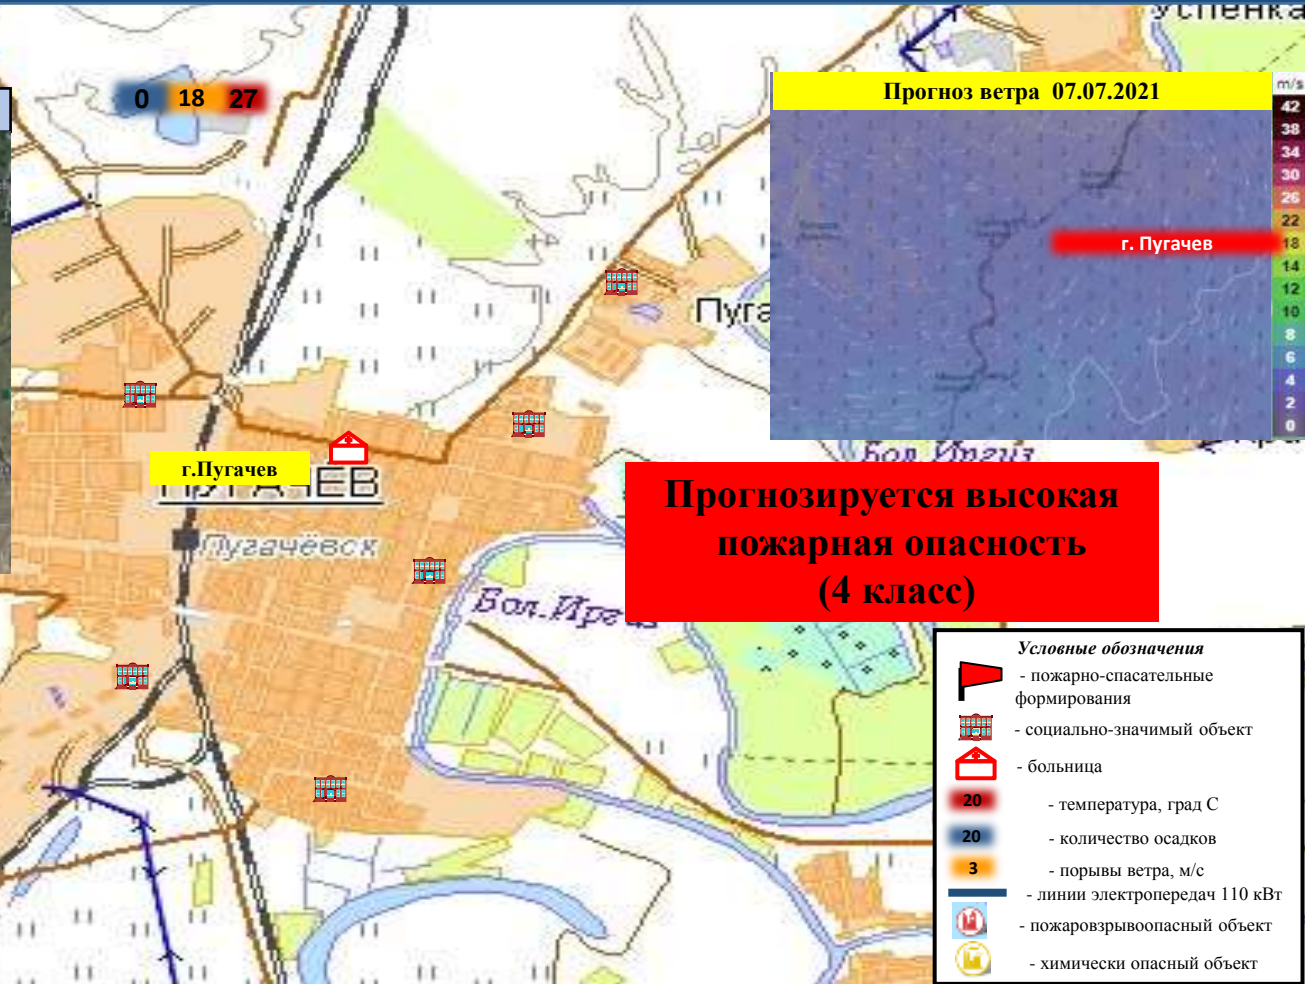 Успенка
0 18 27
Прогноз ветра 07.07.2021
m/s
42
38
34
30
26
22
18
14
12
10
8
6
4
2
0
г. Пугачев
Пуга
г.Пугачев
ПУГАЧЁВ
Пугачёвск
Бол. Иргиз
Бол.Иргиз
Прогнозируется высокая
пожарная опасность
(4 класс)
Условные обозначения
- пожарно-спасательные
формирования
- социально-значимый объект
- больница
20 - температура, град С
20 - количество осадков
3 - порывы ветра, м/с
- линии электропередач 110 кВт
- пожаровзрывоопасный объект
- химически опасный объект